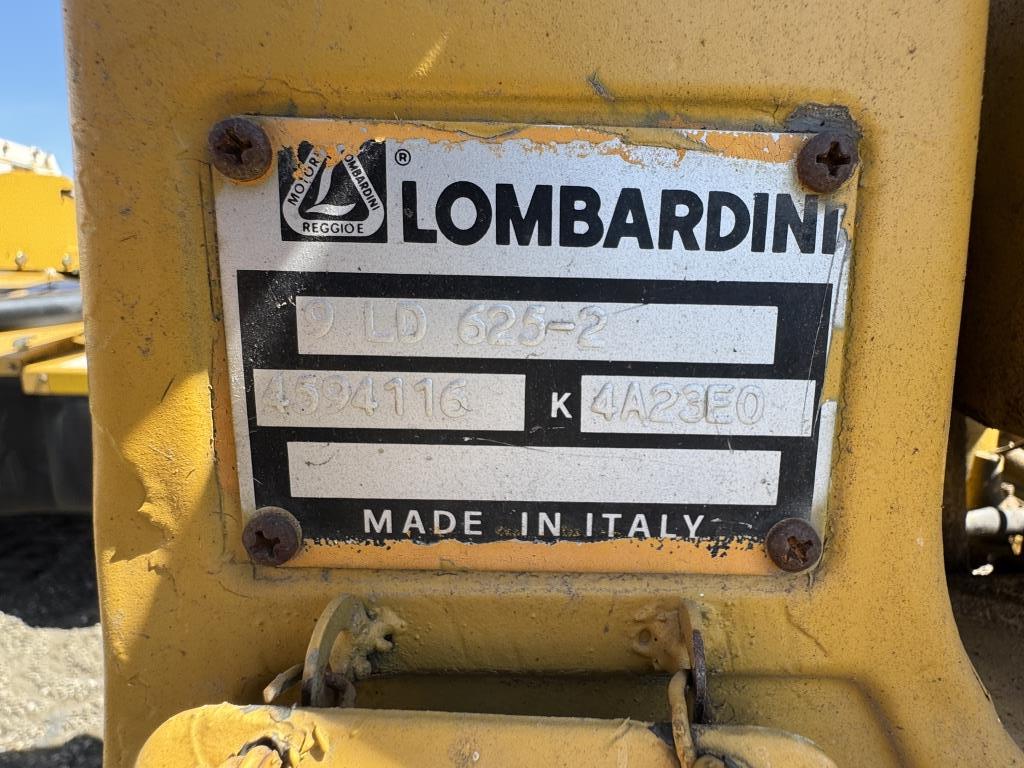 MOTORI LOMBARDINI
REGGIO E
®
LOMBARDINI
9 LD 625-2
4594116 K 4A23E0
MADE IN ITALY